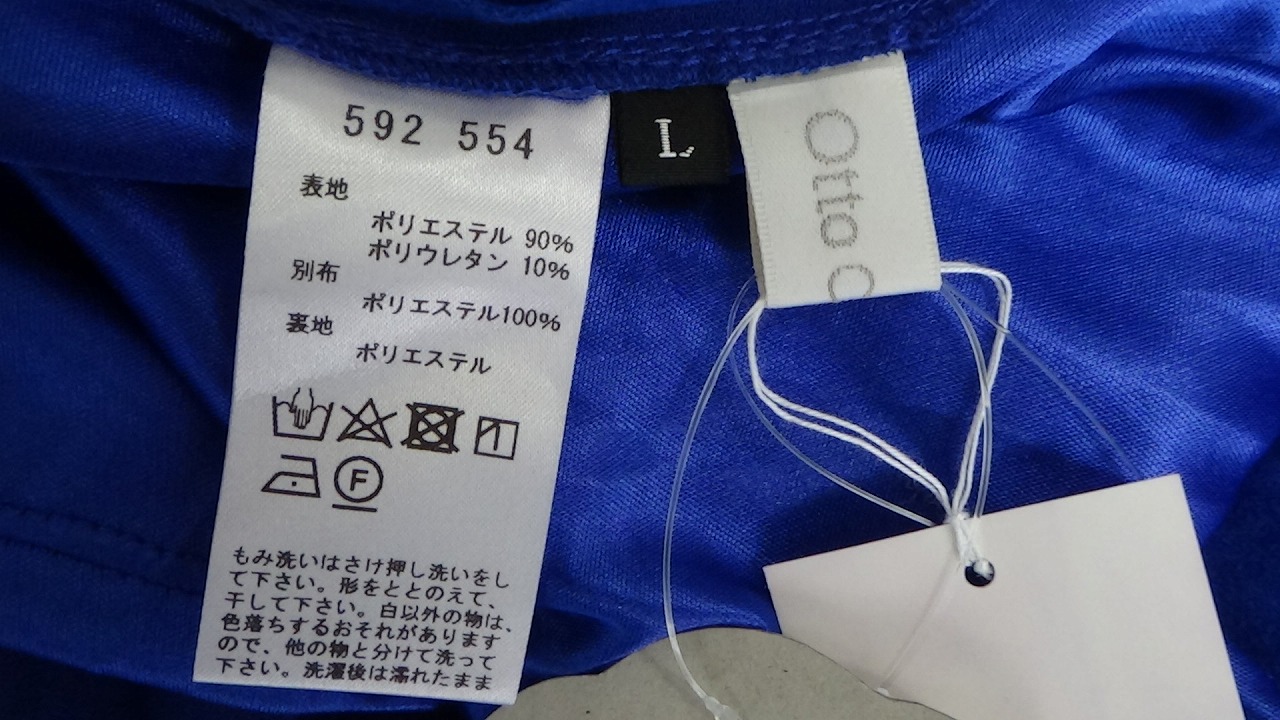 592 554
表地
ポリエステル 90%
ポリウレタン 10%
別布
ポリエステル100%
裏地
ポリエステル
F
もみ洗いはさけ押し洗いをし
て下さい。形をととのえて、
干して下さい。白以外の物は、
色落ちするおそれがあります
ので、他の物と分けて洗って
下さい。洗濯後は濡れたまま
L
Otto